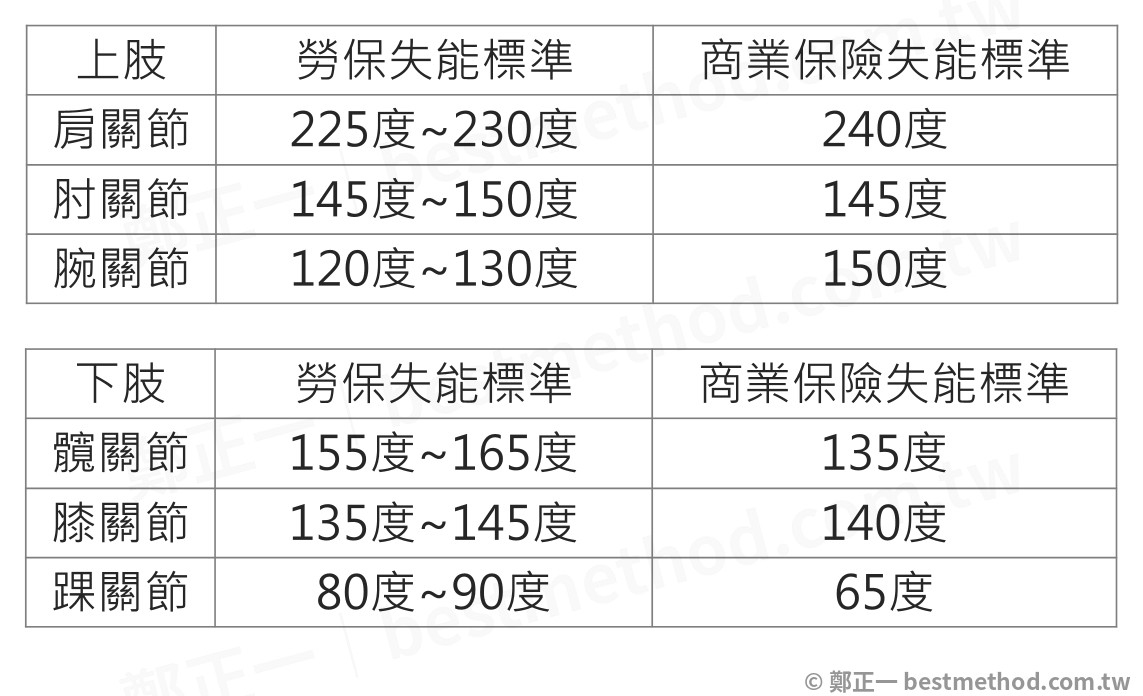 上肢 勞保失能標準 商業保險失能標準
肩關節 225度~230度 240度
肘關節 145度~150度 145度
腕關節 120度~130度 150度
下肢 勞保失能標準 商業保險失能標準
髖關節 155度~165度 135度
膝關節 135度~145度 140度
踝關節 80度~90度 65度
© 鄭正一 bestmethod.com.tw